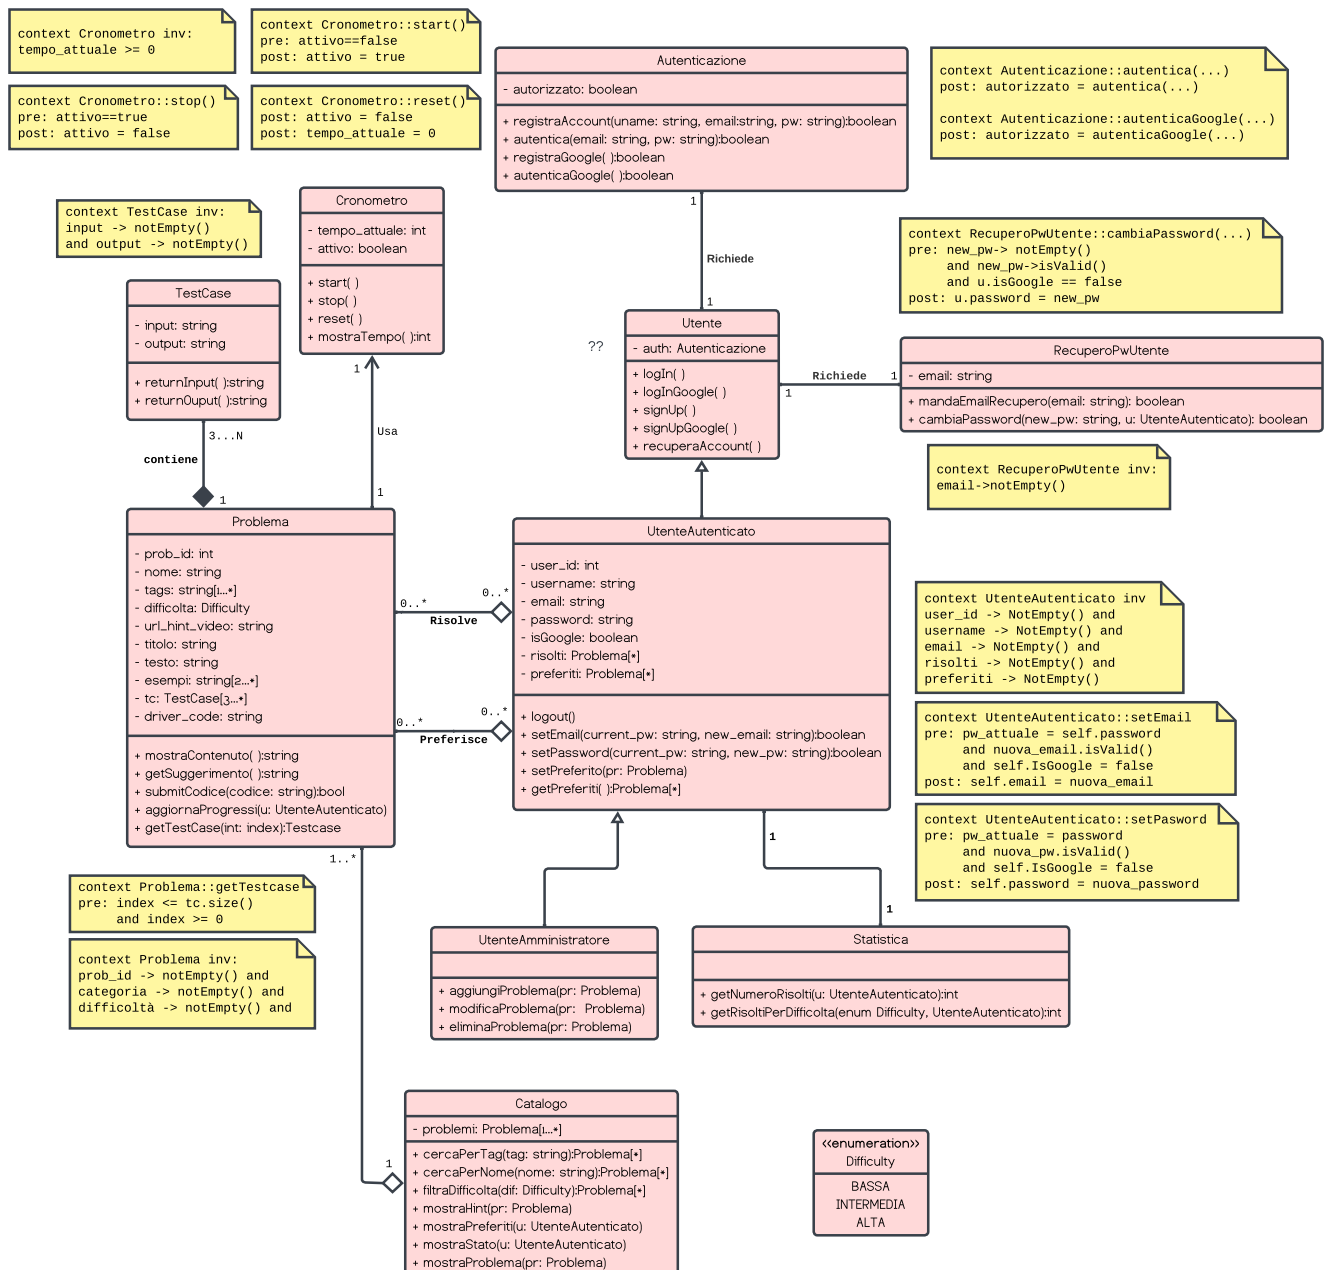 context Cronometro inv:
tempo_attuale >= 0
context Cronometro::start()
pre: attivo==false
post: attivo = true
context Cronometro::stop()
pre: attivo==true
post: attivo = false
context Cronometro::reset()
post: attivo = false
post: tempo_attuale = 0
Autenticazione
- autorizzato: boolean
+ registraAccount(uname: string, email:string, pw: string):boolean
+ autentica(email: string, pw: string):boolean
+ registraGoogle( ):boolean
+ autenticaGoogle( ):boolean
context Autenticazione::autentica(...)
post: autorizzato = autentica(...)
context Autenticazione::autenticaGoogle(...)
post: autorizzato = autenticaGoogle(...)
context TestCase inv:
input -> notEmpty()
and output -> notEmpty()
Cronometro
- tempo_attuale: int
- attivo: boolean
+ start( )
+ stop( )
+ reset( )
+ mostraTempo( ):int
1
Richiede
1
context RecuperoPwUtente::cambiaPassword(...)
pre: new_pw-> notEmpty()
and new_pw->isValid()
and u.isGoogle == false
post: u.password = new_pw
TestCase
- input: string
- output: string
+ returnInput( ):string
+ returnOuput( ):string
??
Utente
- auth: Autenticazione
+ logIn( )
+ logInGoogle( )
+ signUp( )
+ signUpGoogle( )
+ recuperaAccount( )
Richiede
1
1
RecuperoPwUtente
- email: string
+ mandaEmailRecupero(email: string): boolean
+ cambiaPassword(new_pw: string, u: UtenteAutenticato): boolean
context RecuperoPwUtente inv:
email->notEmpty()
3...N
contiene
1
1
Usa
1
Problema
- prob_id: int
- nome: string
- tags: string[1...*]
- difficolta: Difficulty
- url_hint_video: string
- titolo: string
- testo: string
- esempi: string[2...*]
- tc: TestCase[3...*]
- driver_code: string
+ mostraContenuto( ):string
+ getSuggerimento( ):string
+ submitCodice(codice: string):bool
+ aggiornaProgressi(u: UtenteAutenticato)
+ getTestCase(int: index):Testcase
0..*
0..*
Risolve
0..*
0..*
Preferisce
UtenteAutenticato
- user_id: int
- username: string
- email: string
- password: string
- isGoogle: boolean
- risolti: Problema[*]
- preferiti: Problema[*]
+ logout()
+ setEmail(current_pw: string, new_email: string):boolean
+ setPassword(current_pw: string, new_pw: string):boolean
+ setPreferito(pr: Problema)
+ getPreferiti( ):Problema[*]
context UtenteAutenticato inv
user_id -> NotEmpty() and
username -> NotEmpty() and
email -> NotEmpty() and
risolti -> NotEmpty() and
preferiti -> NotEmpty()
context UtenteAutenticato::setEmail
pre: pw_attuale = self.password
and nuova_email.isValid()
and self.IsGoogle = false
post: self.email = nuova_email
context UtenteAutenticato::setPasword
pre: pw_attuale = password
and nuova_pw.isValid()
and self.IsGoogle = false
post: self.password = nuova_password
1..*
1
1
context Problema::getTestcase
pre: index <= tc.size()
and index >= 0
context Problema inv:
prob_id -> notEmpty() and
categoria -> notEmpty() and
difficoltà -> notEmpty() and
UtenteAmministratore
+ aggiungiProblema(pr: Problema)
+ modificaProblema(pr: Problema)
+ eliminaProblema(pr: Problema)
Statistica
+ getNumeroRisolti(u: UtenteAutenticato):int
+ getRisoltiPerDifficolta(enum Difficulty, UtenteAutenticato):int
1
Catalogo
- problemi: Problema[1...*]
+ cercaPerTag(tag: string):Problema[*]
+ cercaPerNome(nome: string):Problema[*]
+ filtraDifficolta(dif: Difficulty):Problema[*]
+ mostraHint(pr: Problema)
+ mostraPreferiti(u: UtenteAutenticato)
+ mostraStato(u: UtenteAutenticato)
+ mostraProblema(pr: Problema)
<<enumeration>>
Difficulty
BASSA
INTERMEDIA
ALTA